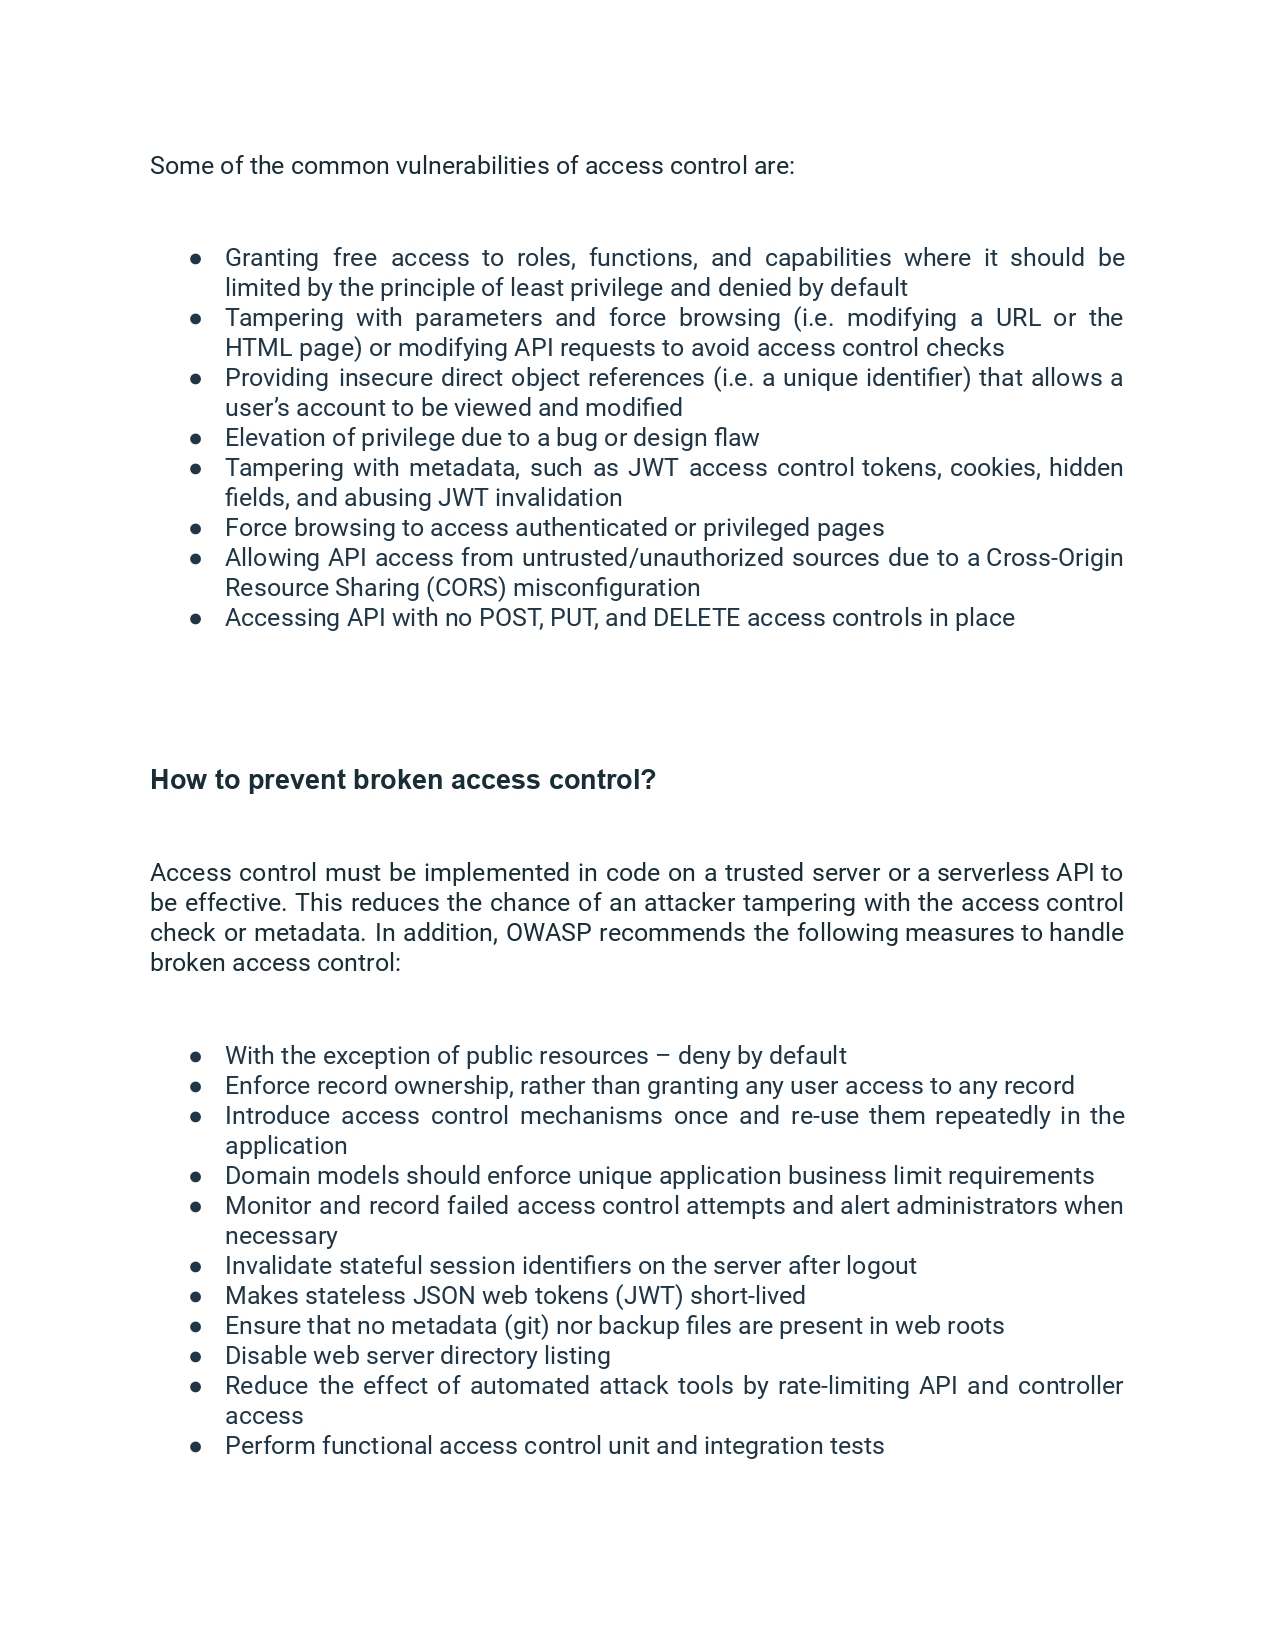 Some of the common vulnerabilities of access control are:
● Granting free access to roles, functions, and capabilities where it should be
limited by the principle of least privilege and denied by default
● Tampering with parameters and force browsing (i.e. modifying a URL or the
HTML page) or modifying API requests to avoid access control checks
● Providing insecure direct object references (i.e. a unique identifier) that allows a
user’s account to be viewed and modified
● Elevation of privilege due to a bug or design flaw
● Tampering with metadata, such as JWT access control tokens, cookies, hidden
fields, and abusing JWT invalidation
● Force browsing to access authenticated or privileged pages
● Allowing API access from untrusted/unauthorized sources due to a Cross-Origin
Resource Sharing (CORS) misconfiguration
● Accessing API with no POST, PUT, and DELETE access controls in place
How to prevent broken access control?
Access control must be implemented in code on a trusted server or a serverless API to
be effective. This reduces the chance of an attacker tampering with the access control
check or metadata. In addition, OWASP recommends the following measures to handle
broken access control:
● With the exception of public resources – deny by default
● Enforce record ownership, rather than granting any user access to any record
● Introduce access control mechanisms once and re-use them repeatedly in the
application
● Domain models should enforce unique application business limit requirements
● Monitor and record failed access control attempts and alert administrators when
necessary
● Invalidate stateful session identifiers on the server after logout
● Makes stateless JSON web tokens (JWT) short-lived
● Ensure that no metadata (git) nor backup files are present in web roots
● Disable web server directory listing
● Reduce the effect of automated attack tools by rate-limiting API and controller
access
● Perform functional access control unit and integration tests